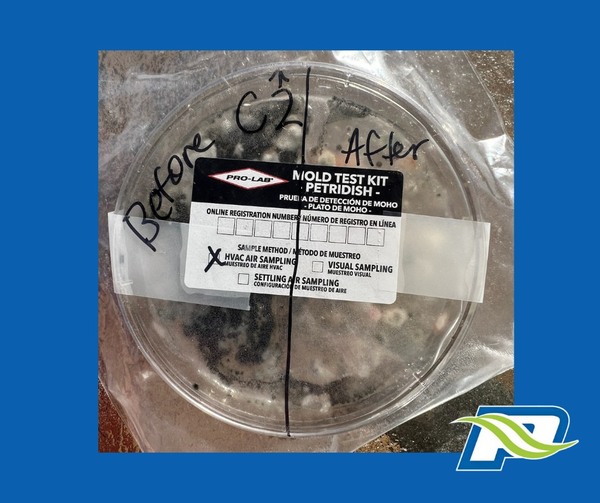 C2↑
Before
After
PRO-LAB®
MOLD TEST KIT
- PETRIDISH -
PRUEBA DE DETECCIÓN DE MOHO
- PLATO DE MOHO -
ONLINE REGISTRATION NUMBER / NÚMERO DE REGISTRO EN LÍNEA
SAMPLE METHOD / MÉTODO DE MUESTREO
X HVAC AIR SAMPLING
MUESTREO DE AIRE HVAC
VISUAL SAMPLING
MUESTREO VISUAL
SETTLING AIR SAMPLING
CONFIGURACIÓN DE MUESTREO DE AIRE
P